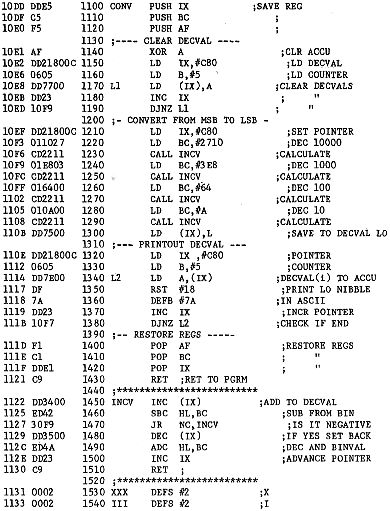 10DD DDE5 1100 CONV PUSH IX ;SAVE REG
10DF C5 1110 PUSH BC ;
10E0 F5 1120 PUSH AF ;
1130 ;---- CLEAR DECVAL----
10E1 AF 1140 XOR A ;CLR ACCU
10E2 DD21800C 1150 LD IX,#C80 ;LD DECVAL
10E6 0605 1160 LD B,#5 ;LD COUNTER
10E8 DD7700 1170 L1 LD (IX),A ;CLEAR DECVALS
10EB DD23 1180 INC IX ; "
10ED 10F9 1190 DJNZ L1 ; "
1200 ;- CONVERT FROM MSB TO LSB -
10EF DD21800C 1210 LD IX,#C80 ;SET POINTER
10F3 011027 1220 LD BC,#2710 ;DEC 10000
10F6 CD2211 1230 CALL INCV ;CALCULATE
10F9 01E803 1240 LD BC,#3E8 ;DEC 1000
10FC CD2211 1250 CALL INCV ;CALCULATE
10FF 016400 1260 LD BC,#64 ;DEC 100
1102 CD2211 1270 CALL INCV ;CALCULATE
1105 010A00 1280 LD BC,#A ;DEC 10
1108 CD2211 1290 CALL INCV ;CALCULATE
110B DD7500 1300 LD (IX),L ;SAVE TO DECVAL LO
1310 ;--- PRINTOUT DECVAL ---
110E DD21800C 1320 LD IX ,#C80 ;POINTER
1112 0605 1330 LD B,#5 ;COUNTER
1114 DD7E00 1340 L2 LD A,(IX) ;DECVAL(i) TO ACCU
1117 DF 1350 RST #18 ;PRINT LO NIBBLE
1118 7A 1360 DEFB #7A ;IN ASCII
1119 DD23 1370 INC IX ;INCR POINTER
111B 10F7 1380 DJNZ L2 ;CHECK IF END
1390 ;-- RESTORE REGS -----
111D F1 1400 POP AF ;RESTORE REGS
111E C1 1410 POP BC ; "
111F DDE1 1420 POP IX ; "
1121 C9 1430 RET ;RET TO PGRM
1440 ;*************************
1122 DD3400 1450 INCV INC (IX) ;ADD TO DECVAL
1125 ED42 1460 SBC HL,BC ;SUB FROM BIN
1127 30F9 1470 JR NC,INCV ;IS IT NEGATIVE
1129 DD3500 1480 DEC (IX) ;IF YES SET BACK
112C ED4A 1490 ADC HL,BC ;DEC AND BINVAL
112E DD23 1500 INC IX ;ADVANCE POINTER
1130 C9 1510 RET ;
1520 ;*************************
1131 0002 1530 XXX DEFS #2 ;X
1133 0002 1540 III DEFS #2 ;I